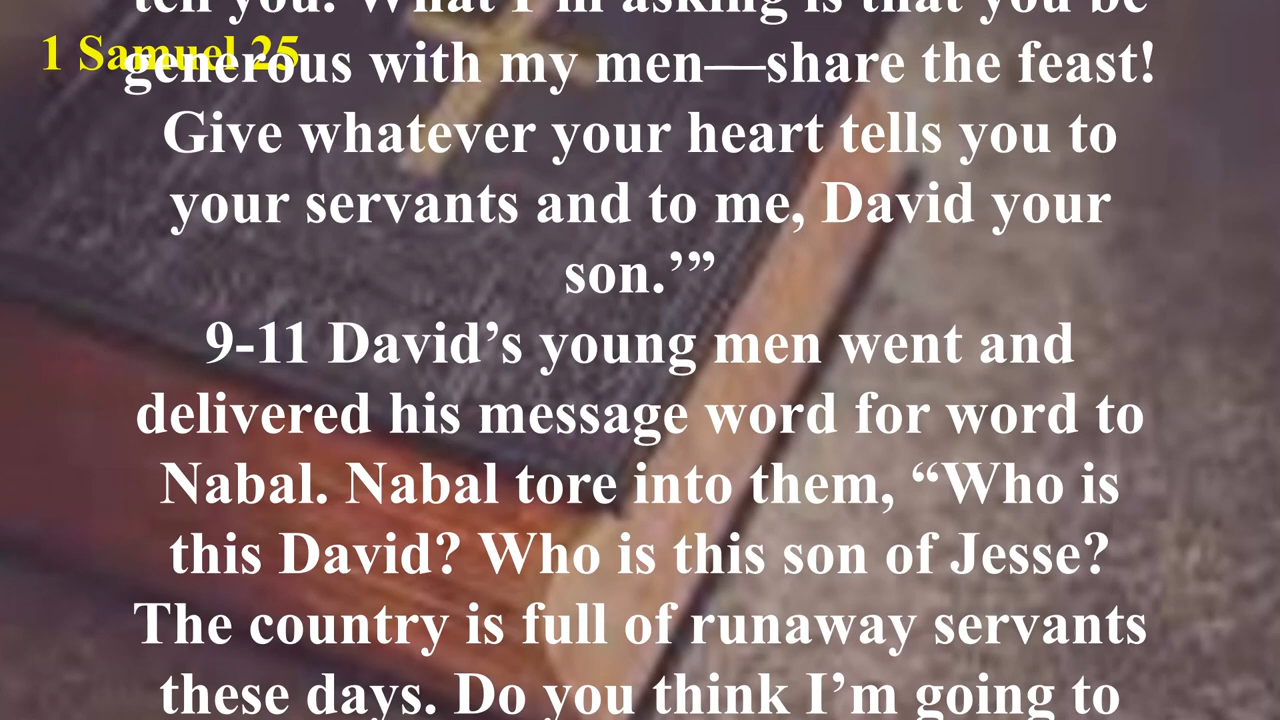 tell you. What I'm asking is that you be
1 Samuel 25
generous with my men—share the feast!
Give whatever your heart tells you to
your servants and to me, David your
son.’”
9-11 David’s young men went and
delivered his message word for word to
Nabal. Nabal tore into them, “Who is
this David? Who is this son of Jesse?
The country is full of runaway servants
these days. Do you think I’m going to